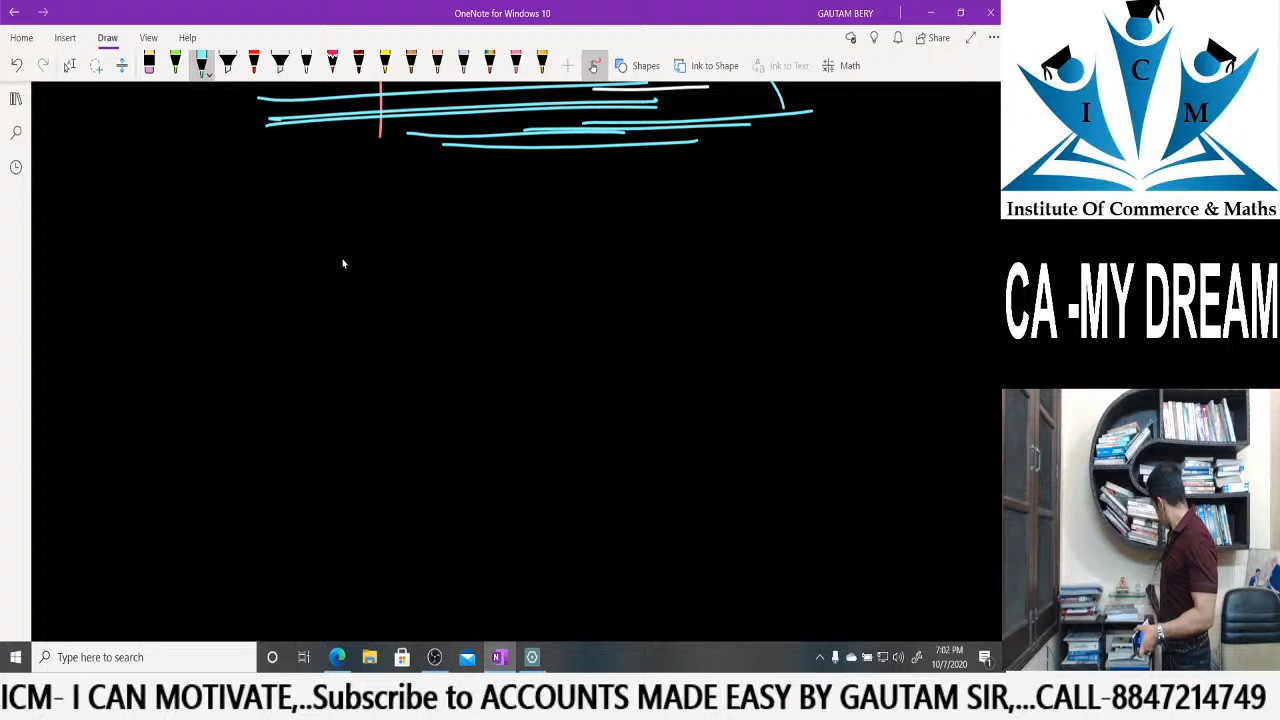 OneNote for Windows 10
GAUTAM BERY
Home Insert Draw View Help
Share
Shapes Ink to Shape Ink to Text Math
I C M
Institute Of Commerce & Maths
CA -MY DREAM
Type here to search
7:02 PM
10/7/2020
ICM- I CAN MOTIVATE,..Subscribe to ACCOUNTS MADE EASY BY GAUTAM SIR,...CALL-8847214749